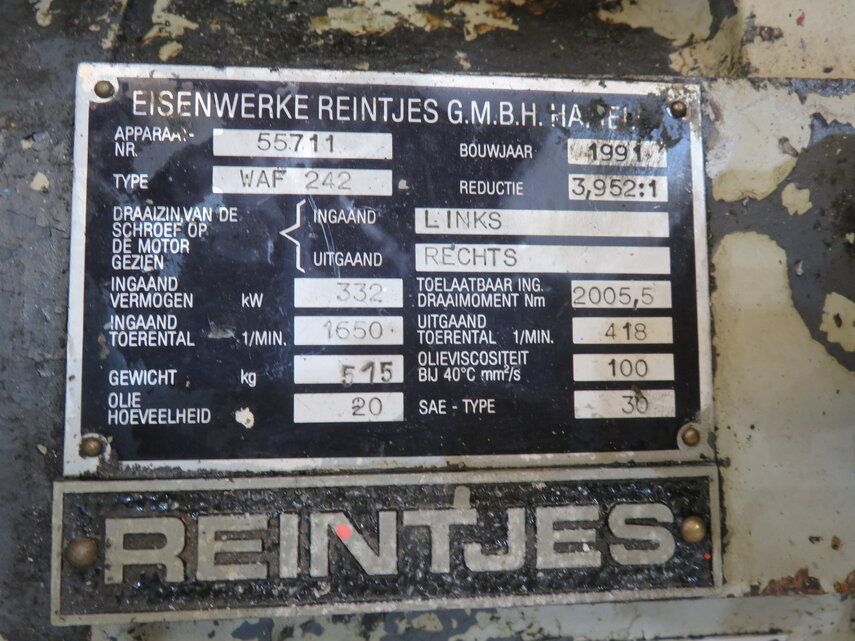 EISENWERKE REINTJES G.M.B.H.
APPARAAT-NR. 55711 BOUWJAAR 1991
TYPE WAF 242 REDUCTIE 3,952:1
DRAAIZIN, VAN DE SCHROEF OP DE MOTOR GEZIEN
INGAAND LINKS
UITGAAND RECHTS
INGAAND VERMOGEN kW 332 TOELAATBAAR ING. DRAAIMOMENT Nm 2005,5
INGAAND TOERENTAL 1/MIN. 1650 UITGAAND TOERENTAL 1/MIN. 418
GEWICHT kg 515 OLIEVISCOSITEIT BIJ 40°C mm²/s 100
OLIE HOEVEELHEID 20 SAE - TYPE 30
REINTJES